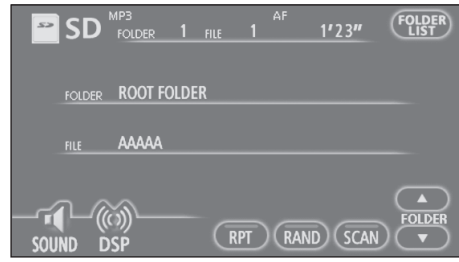 SD MP3 AF
FOLDER 1 FILE 1 1'23" FOLDER LIST
FOLDER ROOT FOLDER
FILE AAAAA
FOLDER
SOUND DSP RPT RAND SCAN